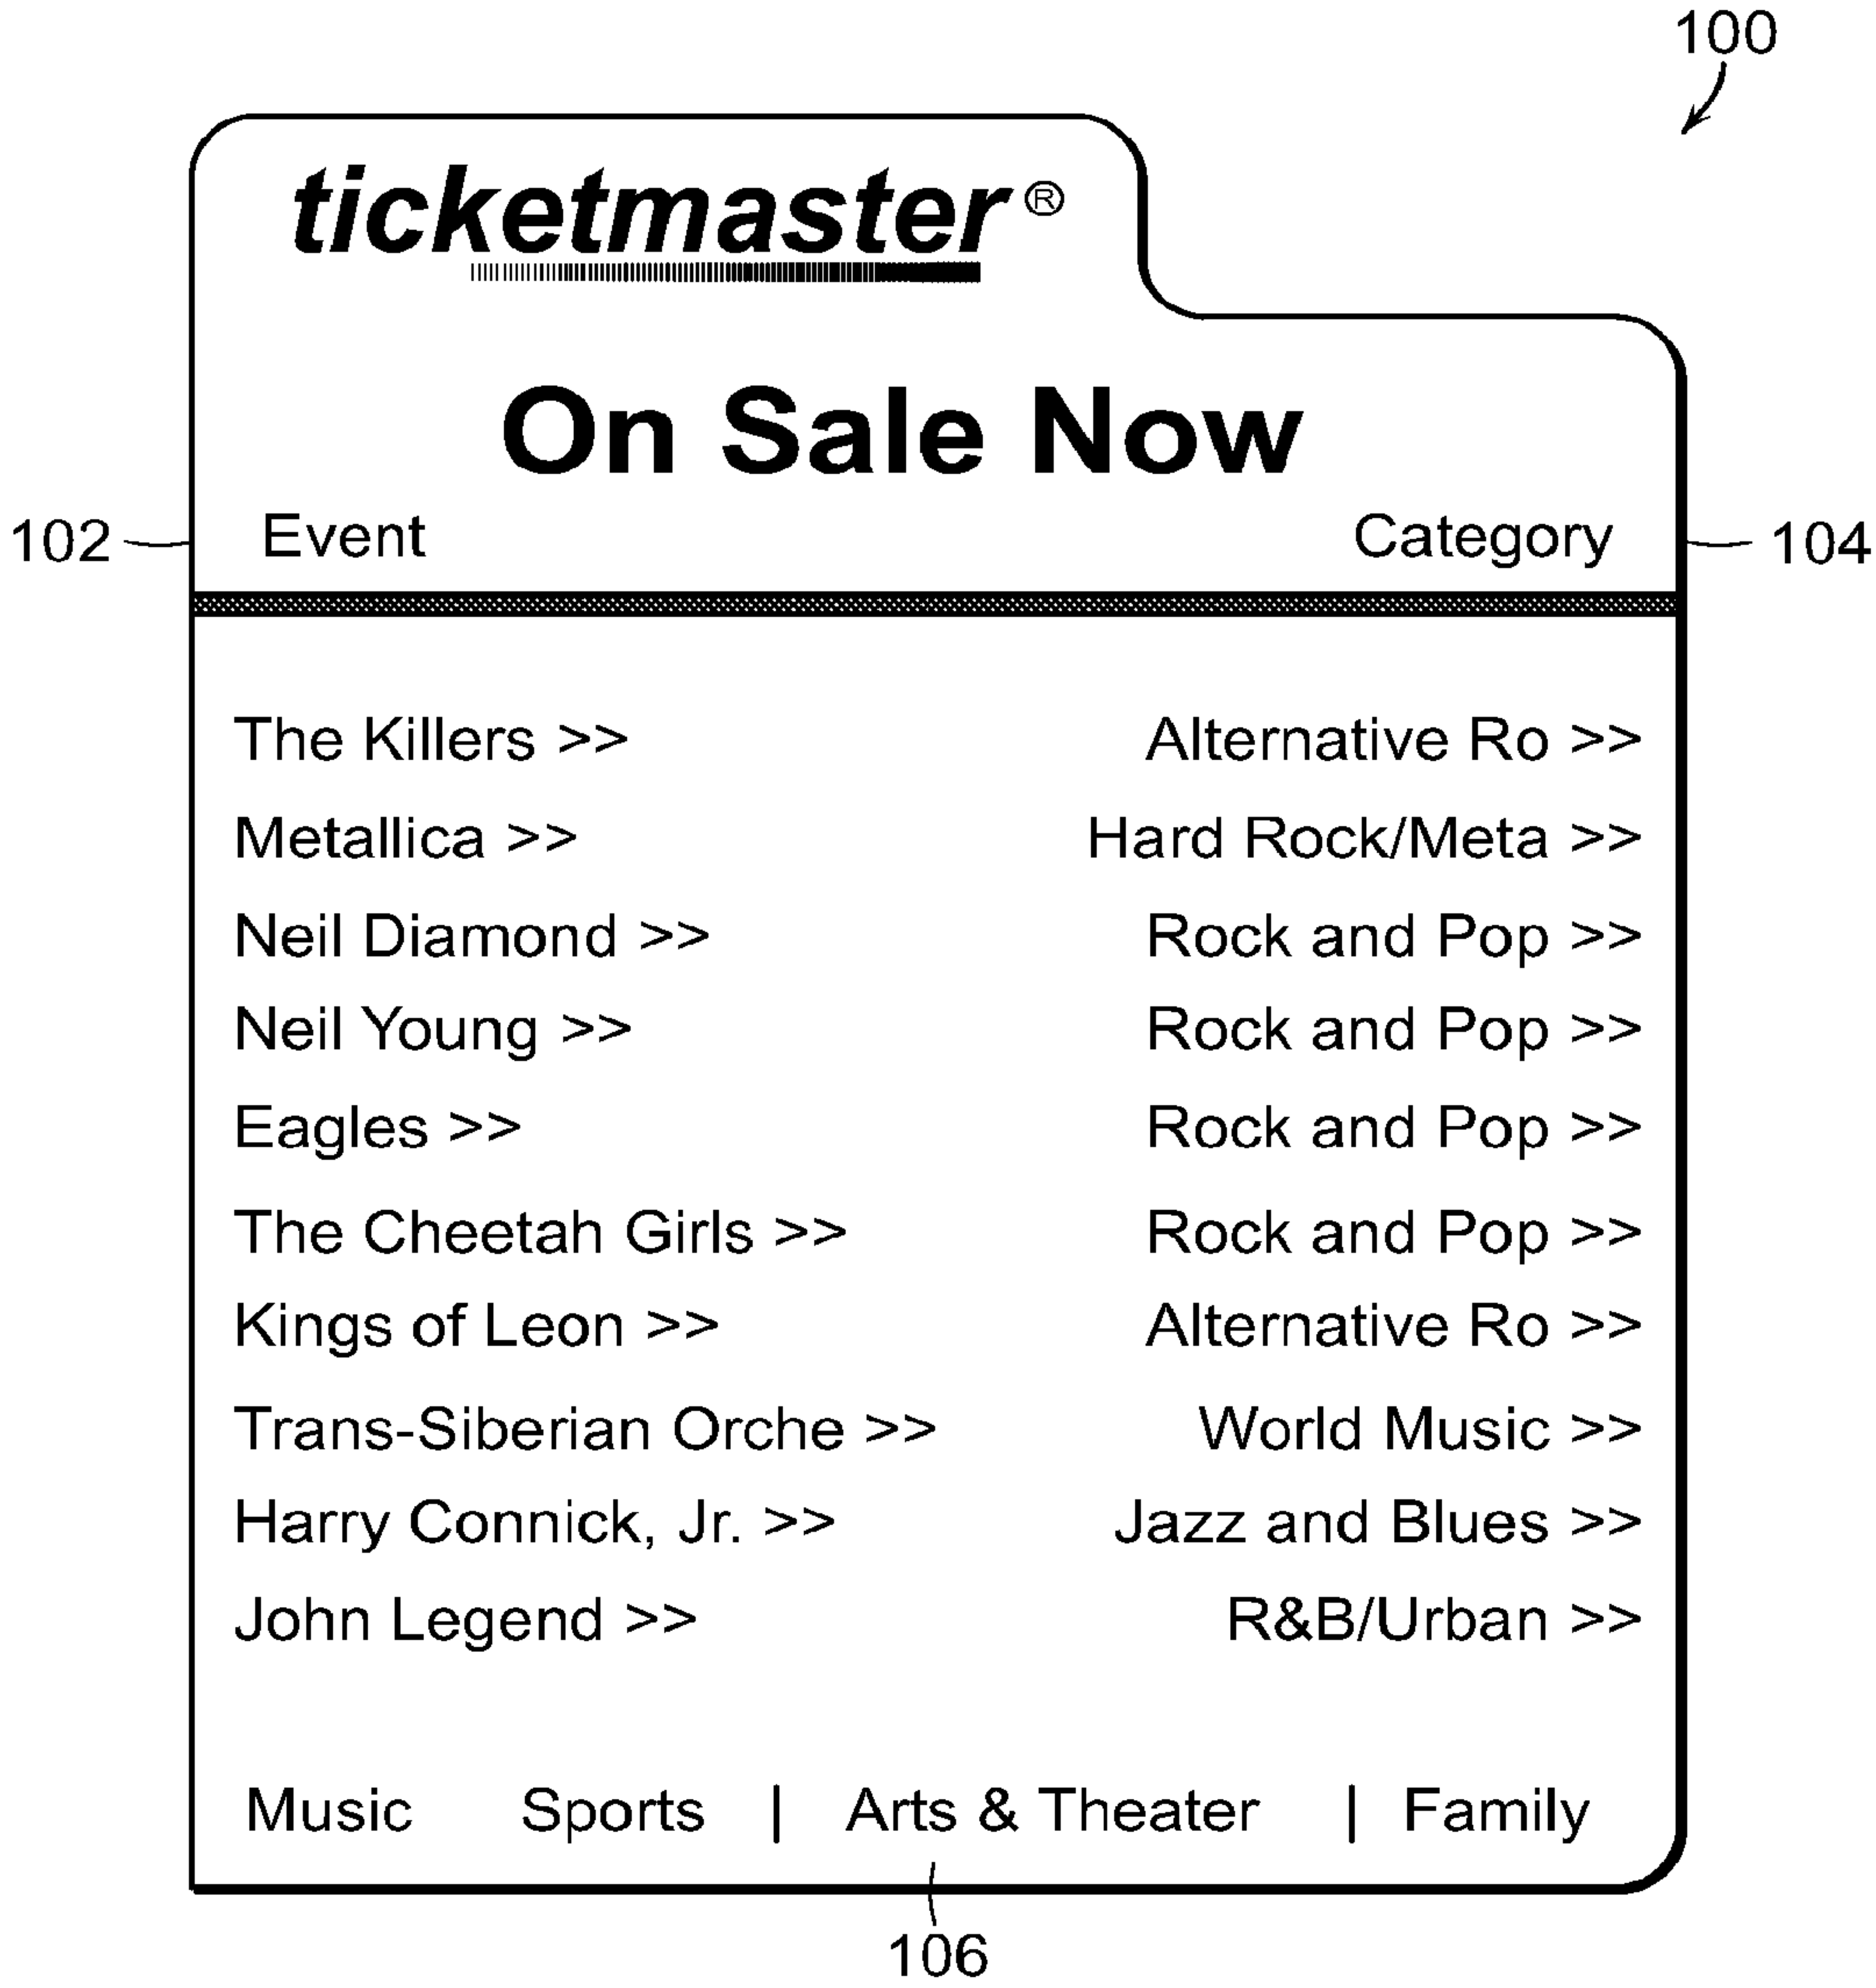 100
ticketmaster®
On Sale Now
102 Event Category 104
The Killers >> Alternative Ro >>
Metallica >> Hard Rock/Meta >>
Neil Diamond >> Rock and Pop >>
Neil Young >> Rock and Pop >>
Eagles >> Rock and Pop >>
The Cheetah Girls >> Rock and Pop >>
Kings of Leon >> Alternative Ro >>
Trans-Siberian Orche >> World Music >>
Harry Connick, Jr. >> Jazz and Blues >>
John Legend >> R&B/Urban >>
Music Sports | Arts & Theater | Family
106